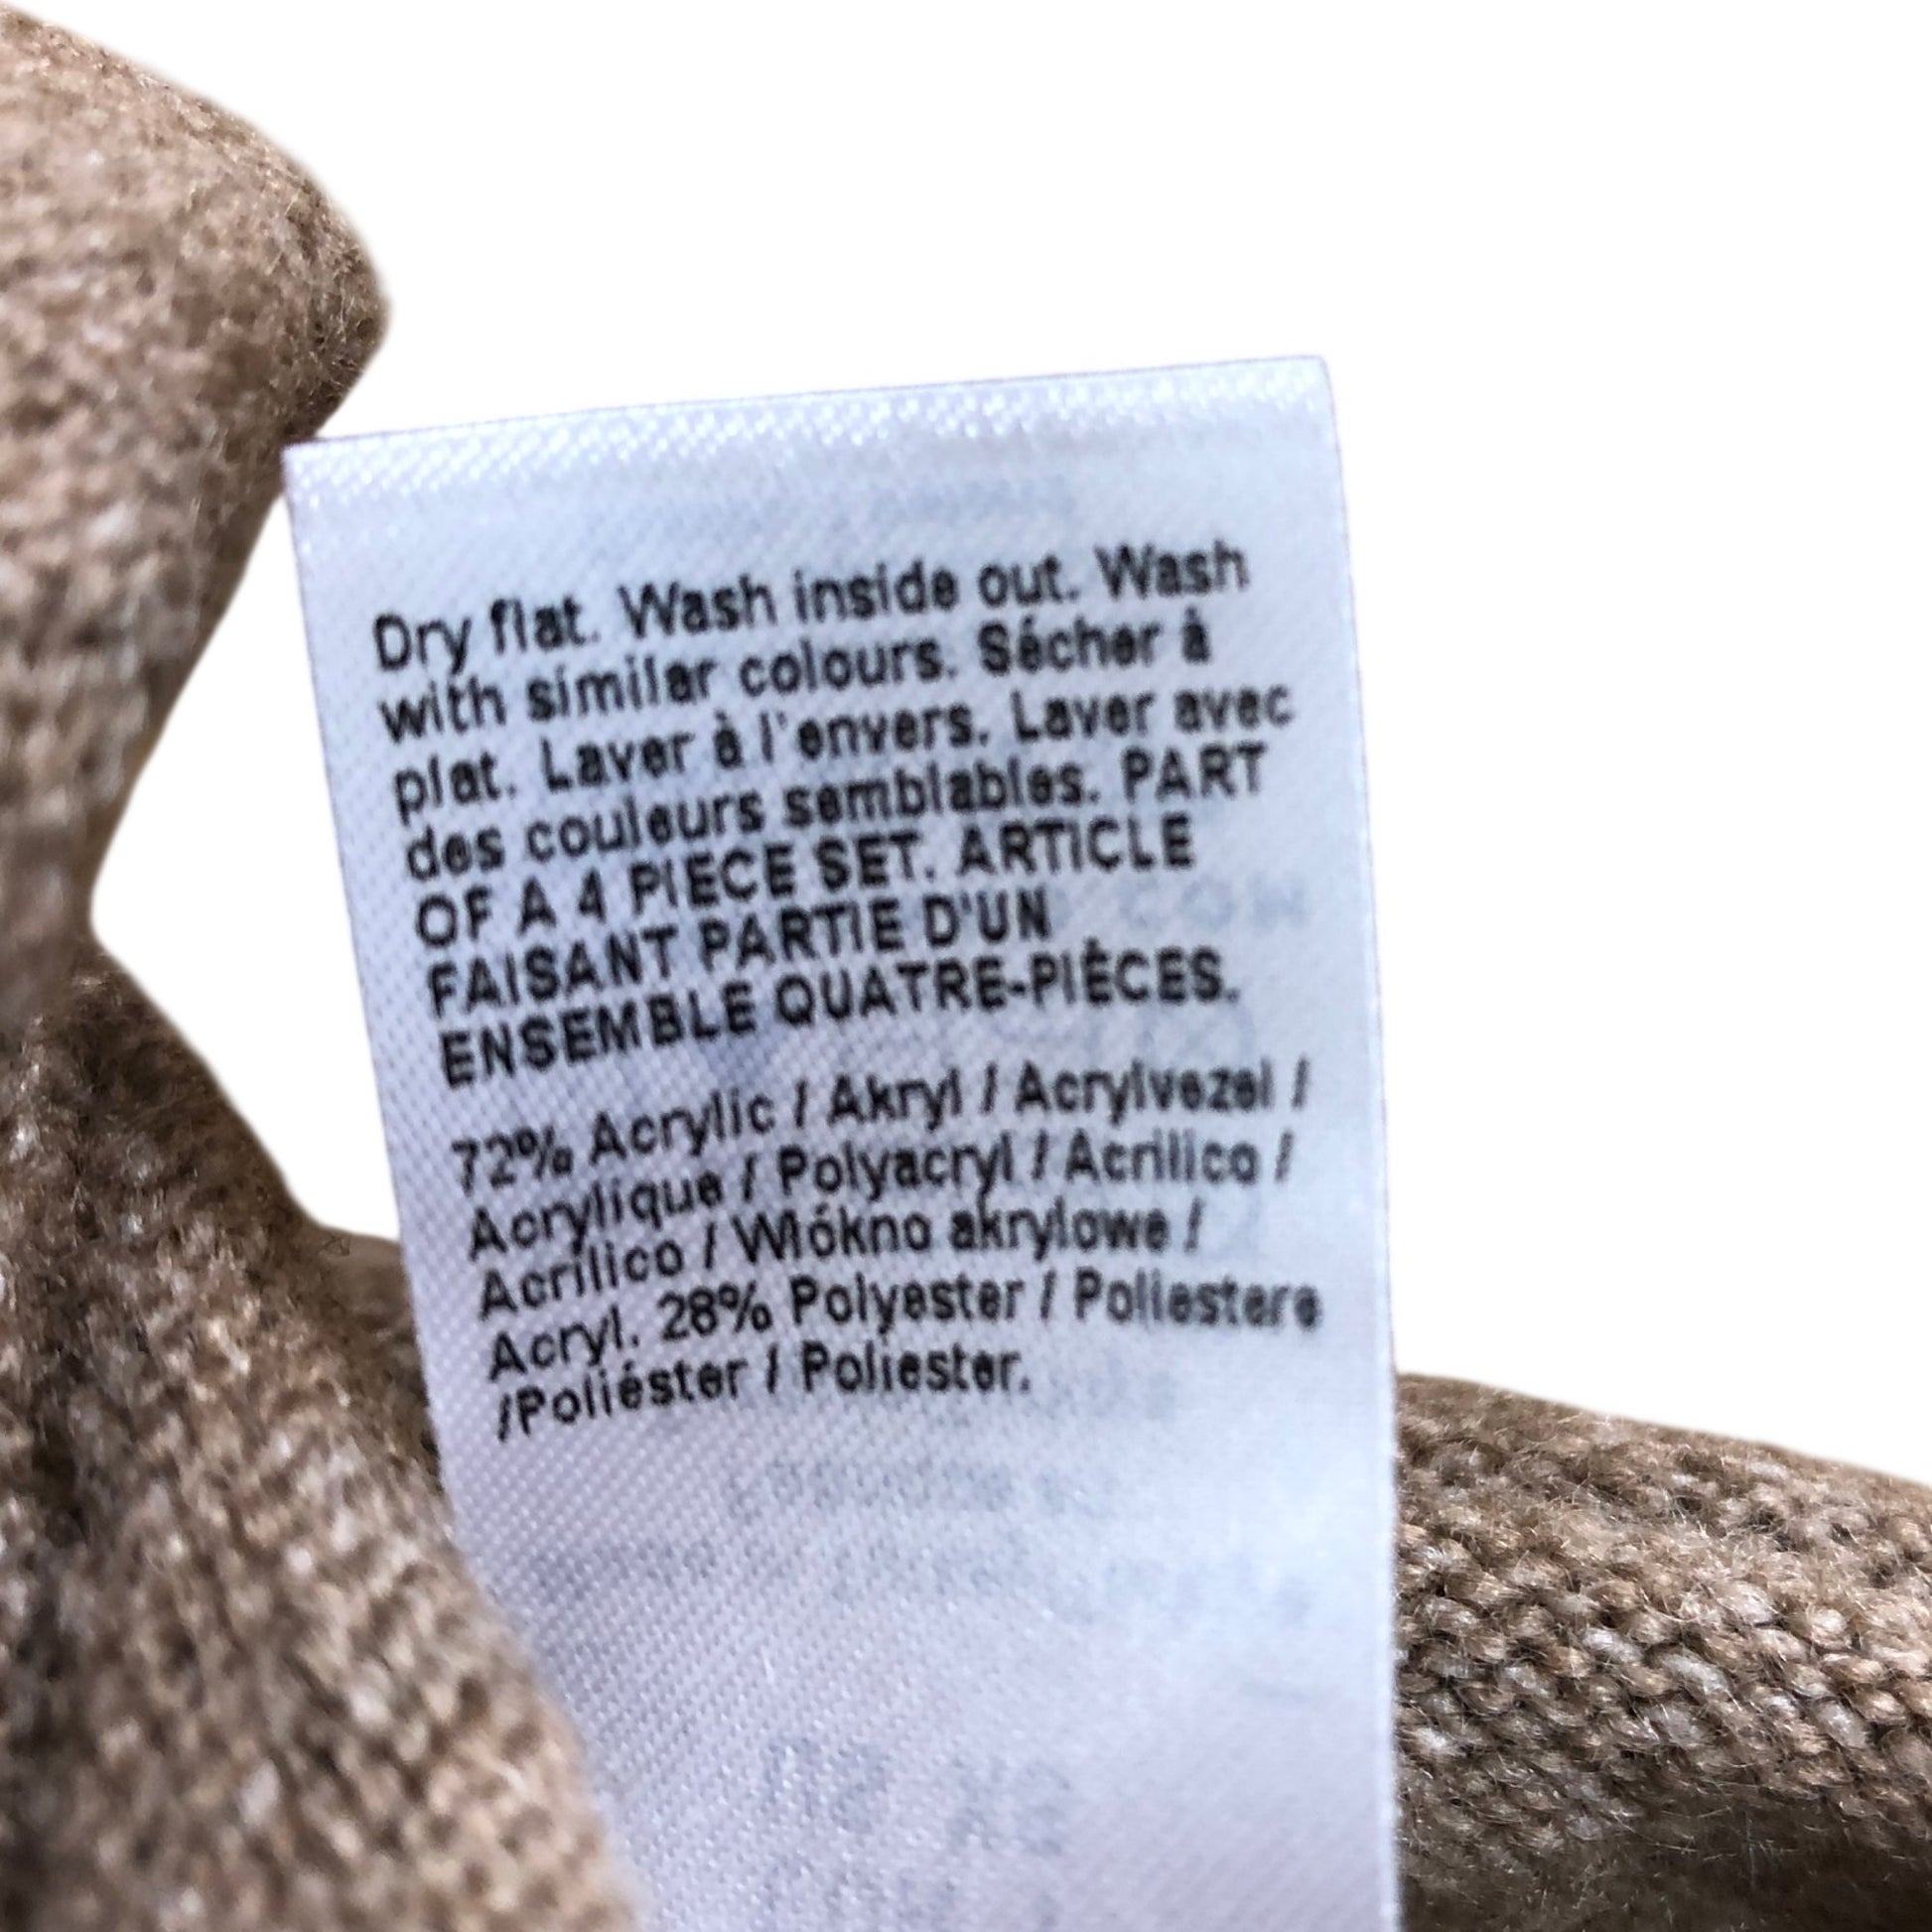 Dry flat. Wash inside out. Wash
with similar colours. Sécher à
plat. Laver à l'envers. Laver avec
des couleurs semblables. PART
OF A 4 PIECE SET. ARTICLE
FAISANT PARTIE D'UN
ENSEMBLE QUATRE-PIÈCES.
72% Acrylic / Akryl / Acrylvezel /
Acrylique / Polyacryl / Acrilico /
Acrílico / Włókno akrylowe /
Acryl. 28% Polyester / Poliestere
/Poliéster / Poliester.